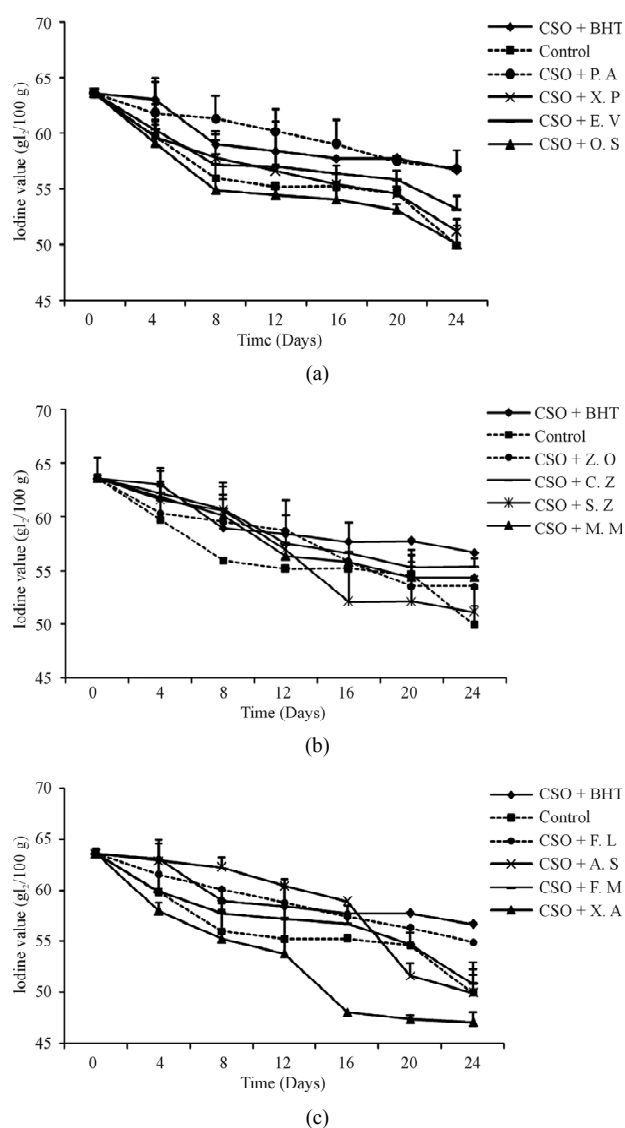 70
65
60
55
50
45
Iodine value (gI₂/100 g)
0 4 8 12 16 20 24
Time (Days)
CSO + BHT
Control
CSO + P. A
CSO + X. P
CSO + E. V
CSO + O. S
(a)
70
65
60
55
50
45
Iodine value (gI₂/100 g)
0 4 8 12 16 20 24
Time (Days)
CSO + BHT
Control
CSO + Z. O
CSO + C. Z
CSO + S. Z
CSO + M. M
(b)
70
65
60
55
50
45
Iodine value (gI₂/100 g)
0 4 8 12 16 20 24
Time (Days)
CSO + BHT
Control
CSO + F. L
CSO + A. S
CSO + F. M
CSO + X. A
(c)